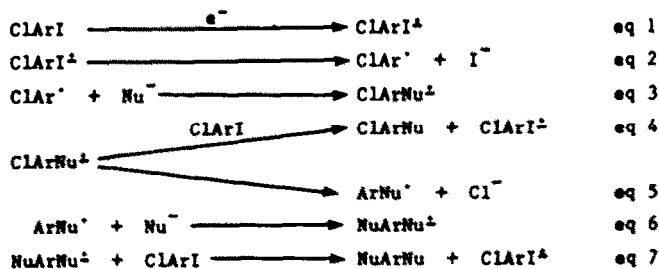 e⁻
ClArI ClArI⨪ eq 1
ClArI⨪ ClAr· + I⁻ eq 2
ClAr· + Nu⁻ ClArNu⨪ eq 3
ClArI ClArNu + ClArI⨪ eq 4
ClArNu⨪
ArNu· + Cl⁻ eq 5
ArNu· + Nu⁻ NuArNu⨪ eq 6
NuArNu⨪ + ClArI NuArNu + ClArI⨪ eq 7